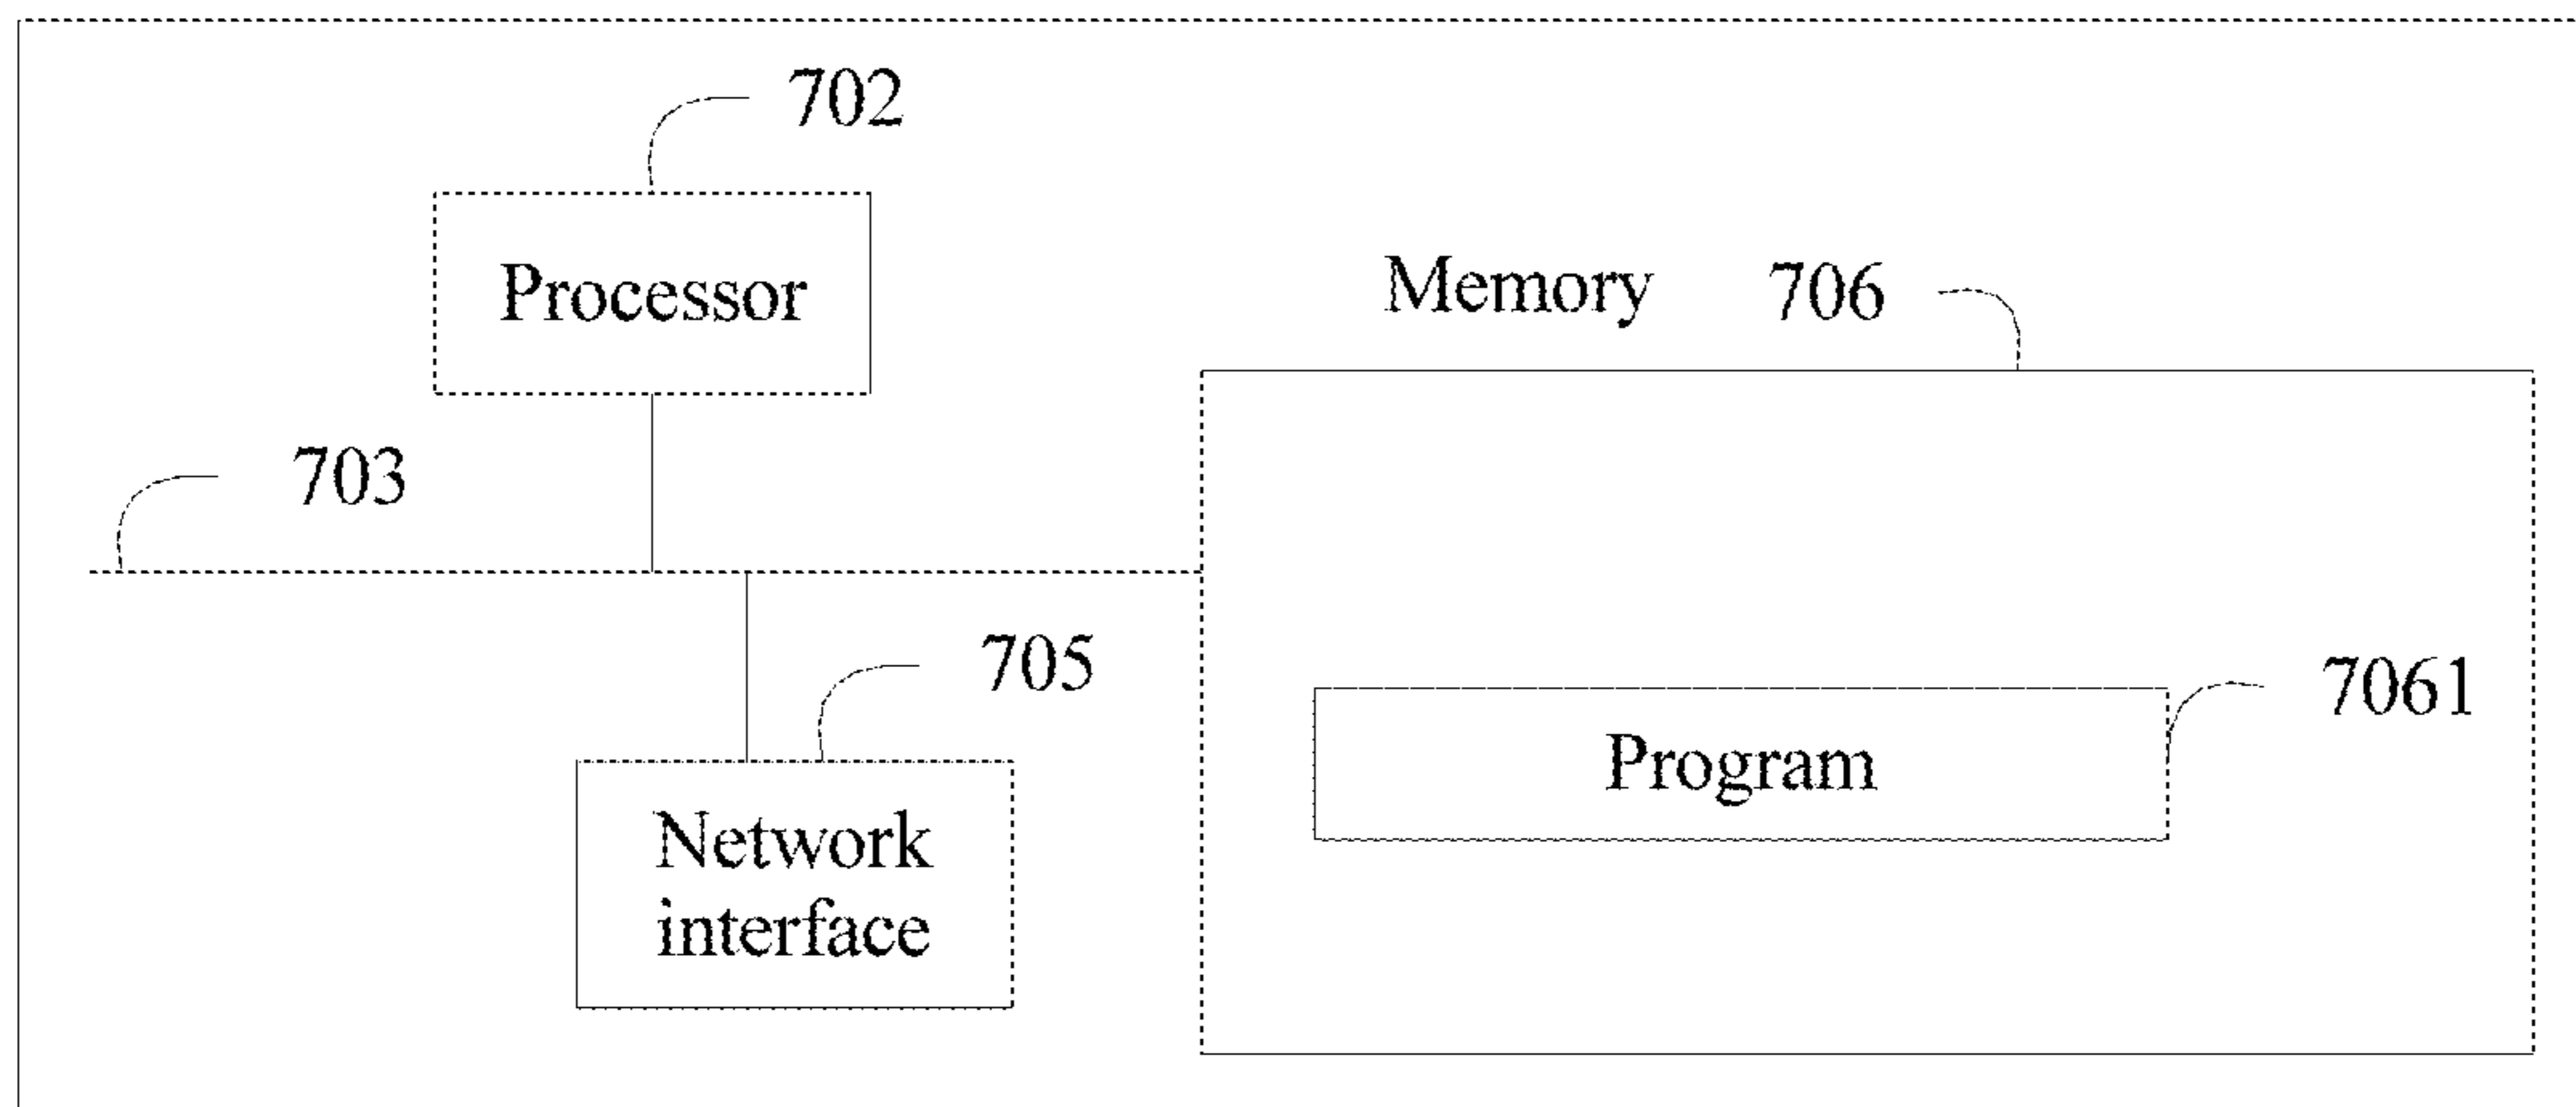 702
Processor
Memory 706
703
705
7061
Program
Network
interface